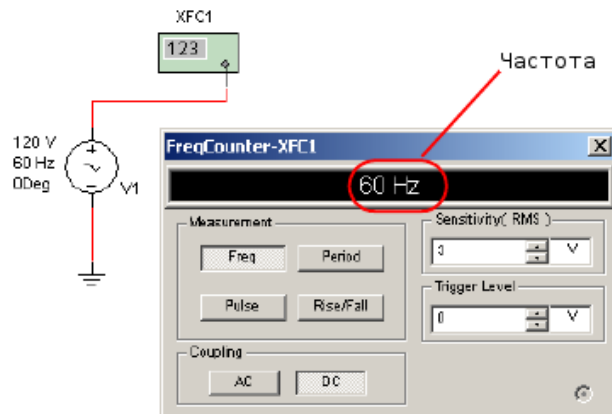 XFC1
123
Частота
120 V
60 Hz
0Deg
V1
FreqCounter-XFC1
X
60 Hz
Measurement
Freq
Period
Pulse
Rise/Fall
Coupling
AC
DC
Sensitivity( RMS )
3
V
Trigger Level
0
V